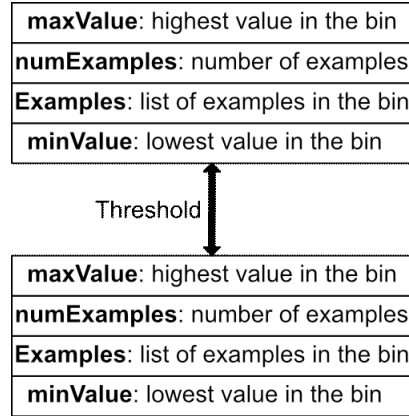 maxValue: highest value in the bin
numExamples: number of examples
Examples: list of examples in the bin
minValue: lowest value in the bin
Threshold
maxValue: highest value in the bin
numExamples: number of examples
Examples: list of examples in the bin
minValue: lowest value in the bin